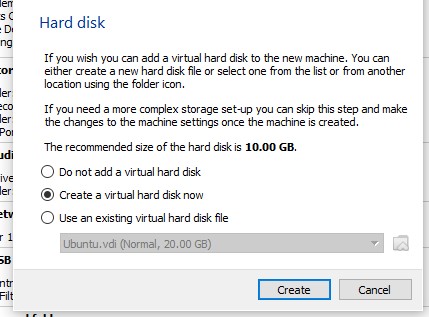 Hard disk
If you wish you can add a virtual hard disk to the new machine. You can
either create a new hard disk file or select one from the list or from another
location using the folder icon.
If you need a more complex storage set-up you can skip this step and make
the changes to the machine settings once the machine is created.
The recommended size of the hard disk is 10.00 GB.
Do not add a virtual hard disk
Create a virtual hard disk now
Use an existing virtual hard disk file
Ubuntu.vdi (Normal, 20.00 GB)
Create
Cancel